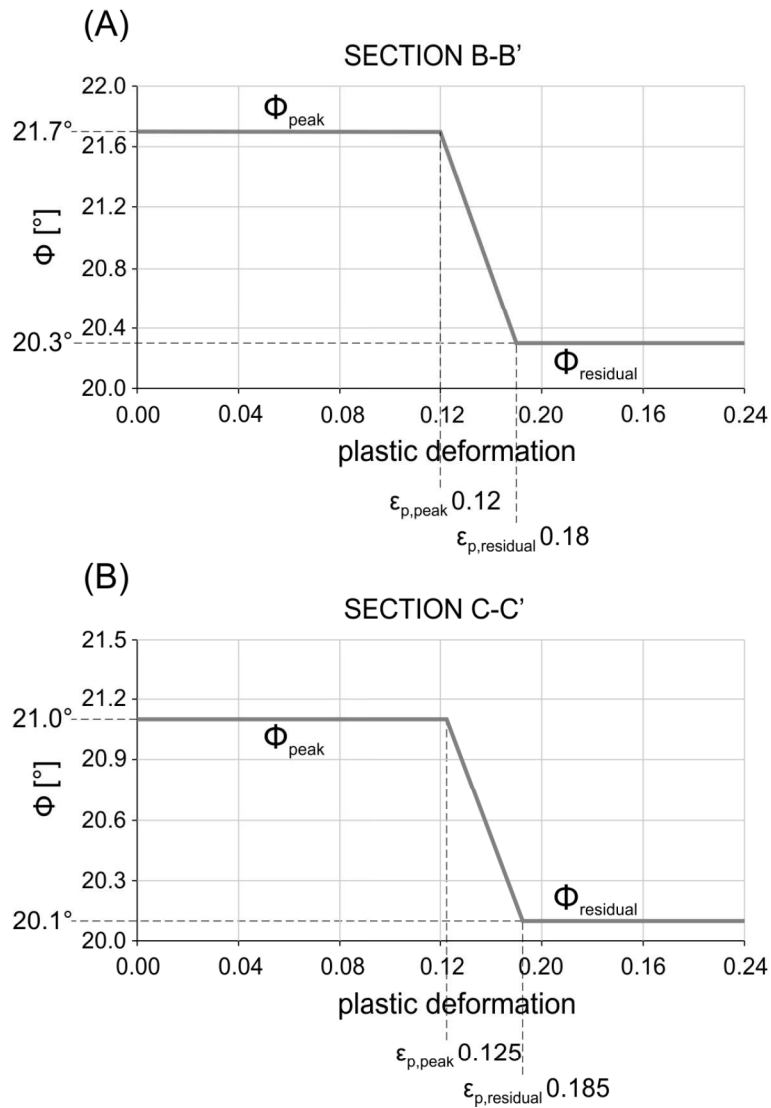 (A)
SECTION B-B’
22.0
Φpeak
21.7°
21.6
21.2
Φ [°]
20.8
20.4
20.3°
Φresidual
20.0
0.00 0.04 0.08 0.12 0.20 0.16 0.24
plastic deformation
εp,peak 0.12
εp,residual 0.18
(B)
SECTION C-C’
21.5
21.2
21.0°
Φpeak
20.9
Φ [°]
20.6
20.3
Φresidual
20.1°
20.0
0.00 0.04 0.08 0.12 0.20 0.16 0.24
plastic deformation
εp,peak 0.125
εp,residual 0.185